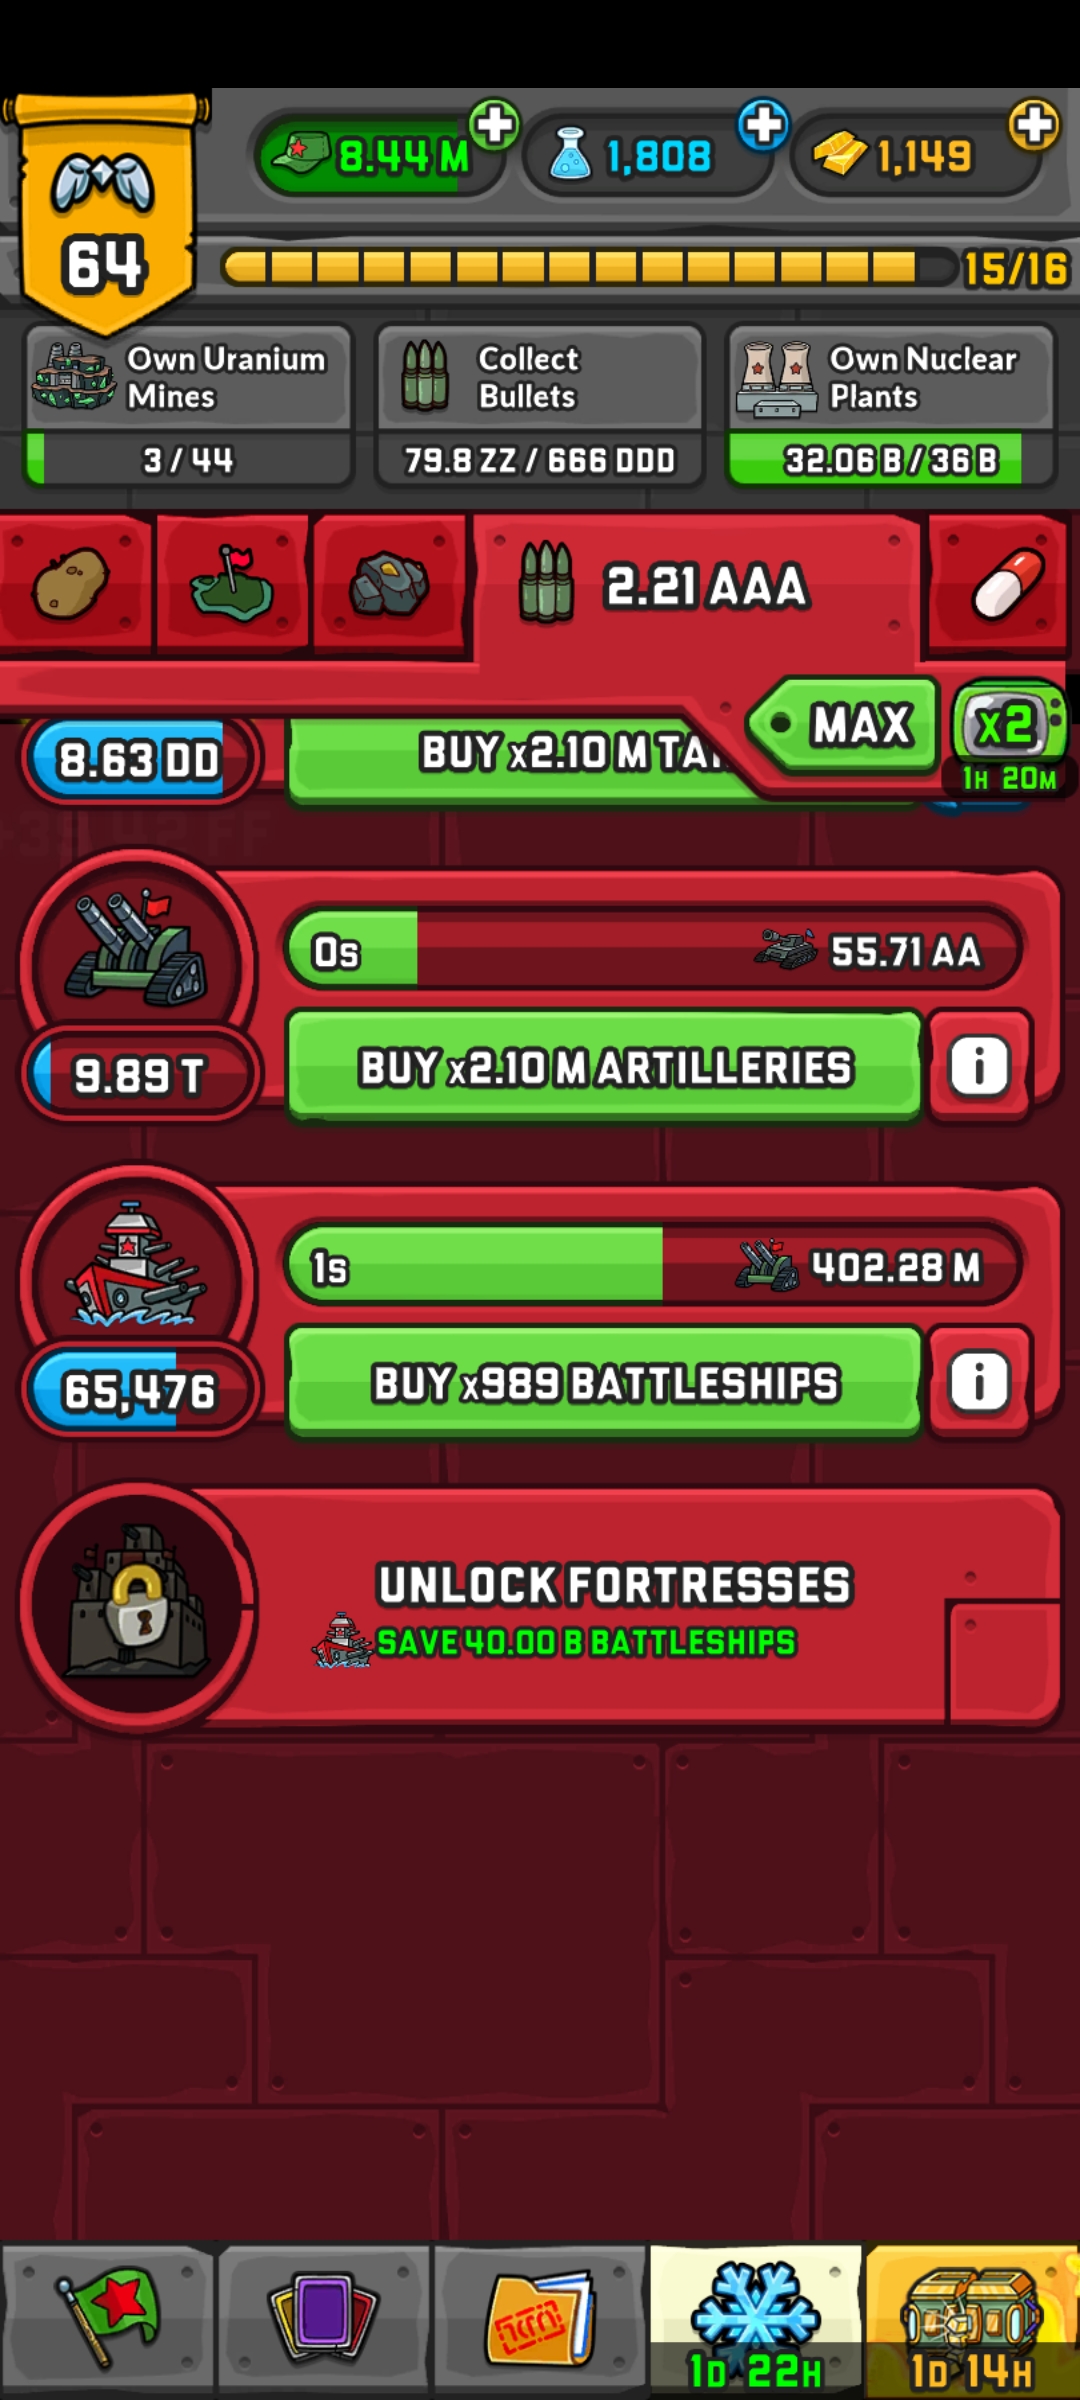 8.44 M
1,808
1,149
64
15/16
Own Uranium
Mines
3 / 44
Collect
Bullets
79.8 ZZ / 666 DDD
Own Nuclear
Plants
32.06 B / 36 B
2.21 AAA
MAX
x2
1H 20M
8.63 DD
BUY x2.10 M
0s
55.71 AA
9.89 T
BUY x2.10 M ARTILLERIES
i
1s
402.28 M
65,476
BUY x989 BATTLESHIPS
i
UNLOCK FORTRESSES
SAVE 40.00 B BATTLESHIPS
1D 22H
1D 14H